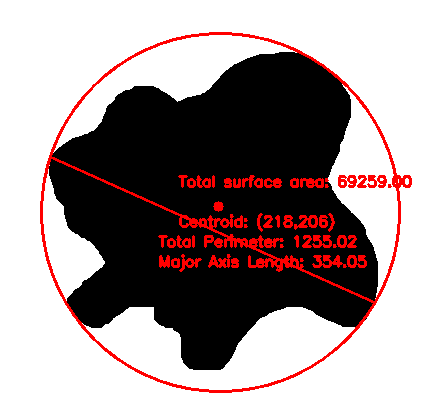 Total surface area: 69259.00
Centroid: (218,206)
Total Perimeter: 1255.02
Major Axis Length: 354.05